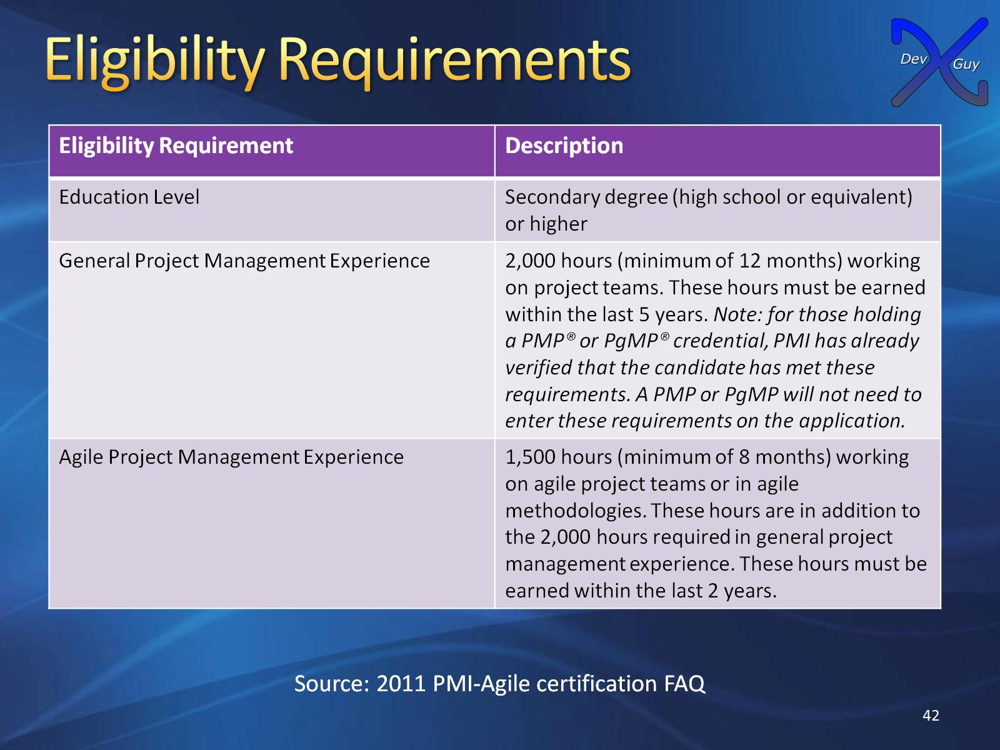 Eligibility Requirements
Dev Guy
Eligibility Requirement
Description
Education Level
Secondary degree (high school or equivalent)
or higher
General Project Management Experience
2,000 hours (minimum of 12 months) working
on project teams. These hours must be earned
within the last 5 years. Note: for those holding
a PMP® or PgMP® credential, PMI has already
verified that the candidate has met these
requirements. A PMP or PgMP will not need to
enter these requirements on the application.
Agile Project Management Experience
1,500 hours (minimum of 8 months) working
on agile project teams or in agile
methodologies. These hours are in addition to
the 2,000 hours required in general project
management experience. These hours must be
earned within the last 2 years.
Source: 2011 PMI-Agile certification FAQ
42